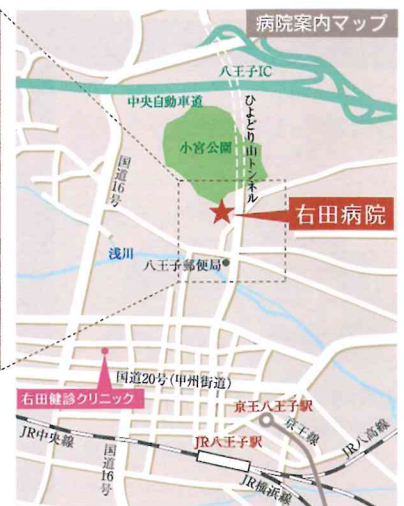 病院案内マップ
八王子IC
中央自動車道
ひよどり山トンネル
小宮公園
国道16号
右田病院
浅川
八王子郵便局
国道20号(甲州街道)
右田健診クリニック
京王八王子駅
京王線
JR八高線
JR中央線
JR八王子駅
国道16号
JR横浜線